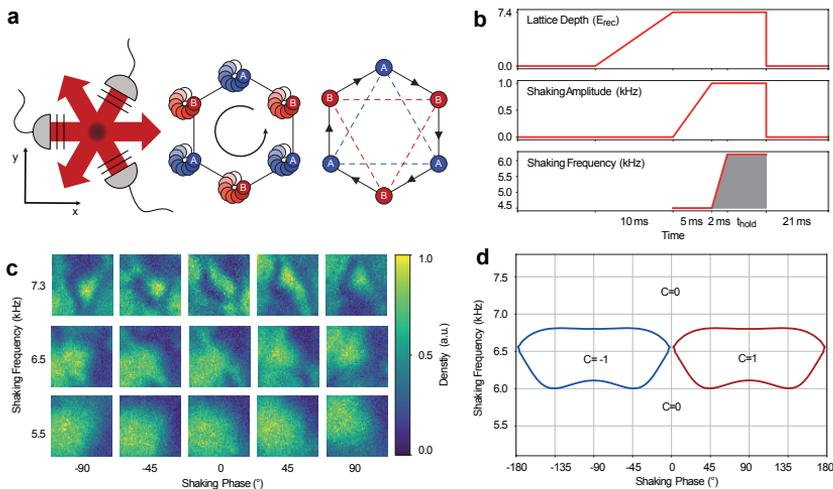 a
y
x
A
B
B
A
A
B
A
B
B
A
A
B
b
Lattice Depth (Erec)
7.4
0.0
Shaking Amplitude (kHz)
1.0
0.0
Shaking Frequency (kHz)
6.0
5.5
5.0
4.5
10 ms 5 ms 2 ms thold 21 ms
Time
c
Shaking Frequency (kHz)
7.3
6.5
5.5
-90 -45 0 45 90
Shaking Phase (°)
1.0
0.5
0.0
Density (a.u.)
d
Shaking Frequency (kHz)
7.5
7.0
6.5
6.0
5.5
C=0
C= -1
C=1
C=0
-180 -135 -90 -45 0 45 90 135 180
Shaking Phase (°)